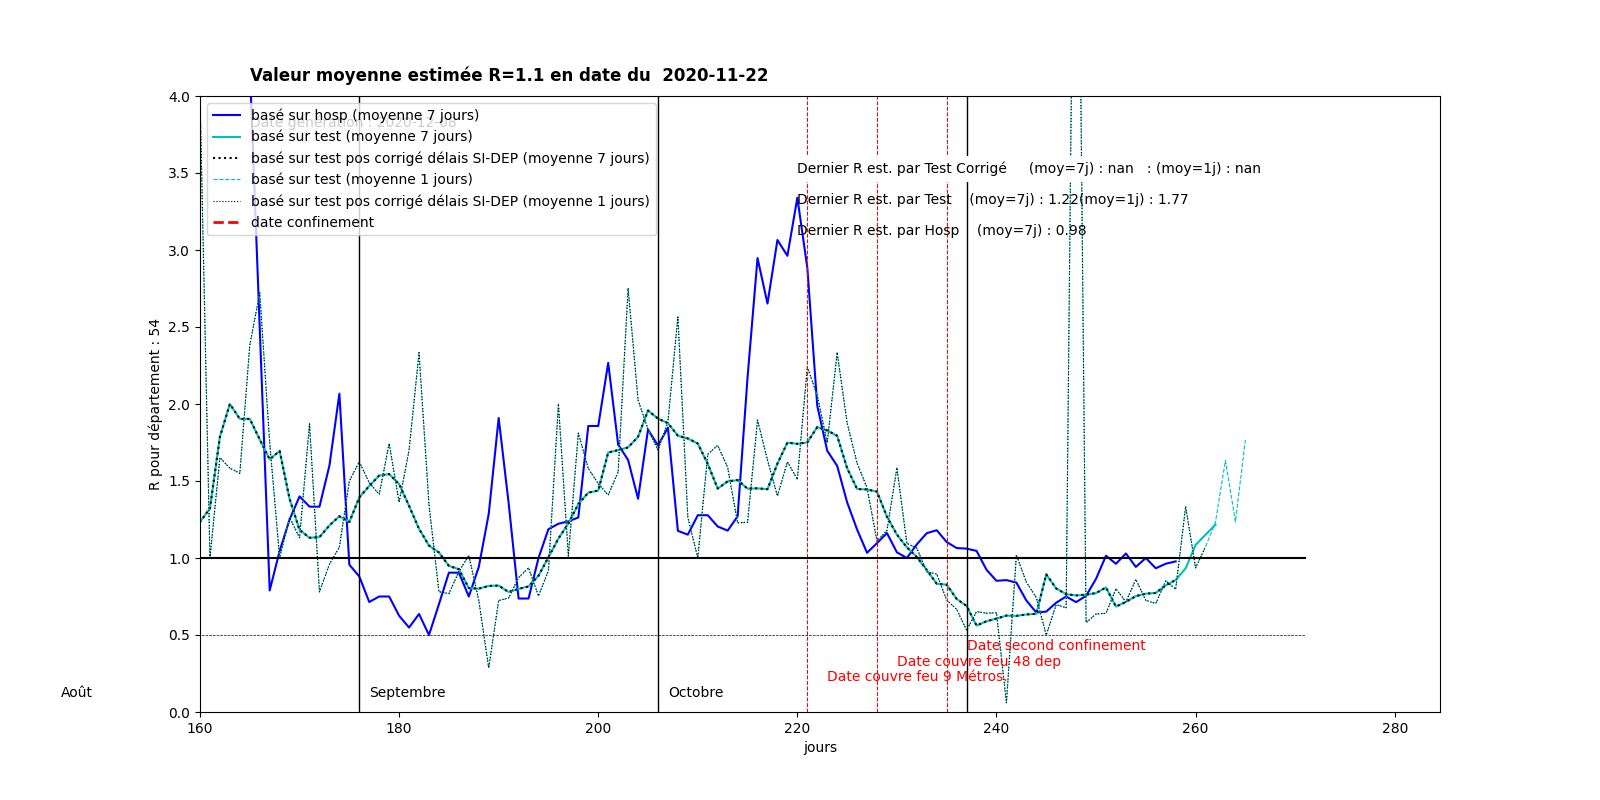 Valeur moyenne estimée R=1.1 en date du  2020-11-22
Date génération : 2020-12-08
basé sur hosp (moyenne 7 jours)
basé sur test (moyenne 7 jours)
basé sur test pos corrigé délais SI-DEP (moyenne 7 jours)
basé sur test (moyenne 1 jours)
basé sur test pos corrigé délais SI-DEP (moyenne 1 jours)
date confinement
Dernier R est. par Test Corrigé (moy=7j) : nan : (moy=1j) : nan
Dernier R est. par Test (moy=7j) : 1.22(moy=1j) : 1.77
Dernier R est. par Hosp (moy=7j) : 0.98
R pour département : 54
4.0
3.5
3.0
2.5
2.0
1.5
1.0
0.5
0.0
Date second confinement
Date couvre feu 48 dep
Date couvre feu 9 Métros
Août
Septembre
Octobre
160
180
200
220
240
260
280
jours